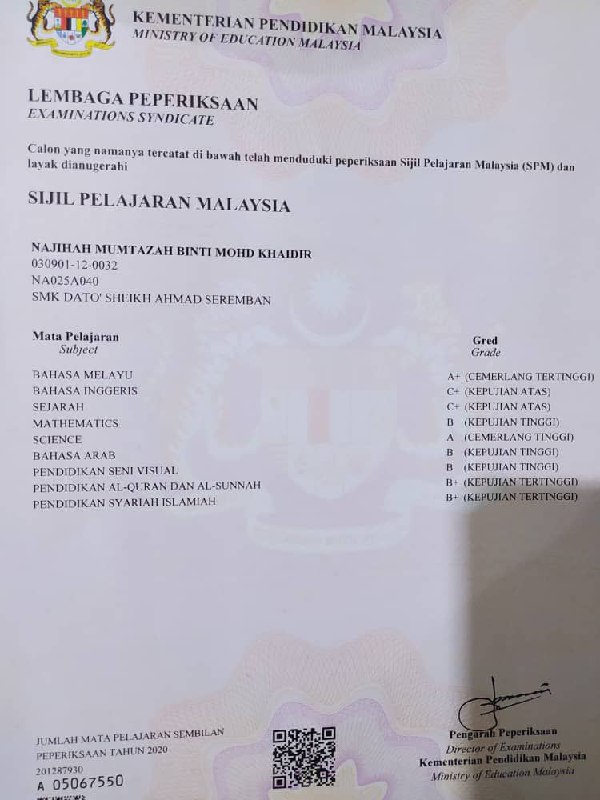 KEMENTERIAN PENDIDIKAN MALAYSIA
MINISTRY OF EDUCATION MALAYSIA
LEMBAGA PEPERIKSAAN
EXAMINATIONS SYNDICATE
Calon yang namanya tercatat di bawah telah menduduki peperiksaan Sijil Pelajaran Malaysia (SPM) dan
layak dianugerahi
SIJIL PELAJARAN MALAYSIA
NAJIHAH MUMTAZAH BINTI MOHD KHAIDIR
030901-12-0032
NA025A040
SMK DATO' SHEIKH AHMAD SEREMBAN
Mata Pelajaran Gred
Subject Grade
BAHASA MELAYU A+ (CEMERLANG TERTINGGI)
BAHASA INGGERIS C+ (KEPUJIAN ATAS)
SEJARAH C+ (KEPUJIAN ATAS)
MATHEMATICS B (KEPUJIAN TINGGI)
SCIENCE A (CEMERLANG TINGGI)
BAHASA ARAB B (KEPUJIAN TINGGI)
PENDIDIKAN SENI VISUAL B (KEPUJIAN TINGGI)
PENDIDIKAN AL-QURAN DAN AL-SUNNAH B+ (KEPUJIAN TERTINGGI)
PENDIDIKAN SYARIAH ISLAMIAH B+ (KEPUJIAN TERTINGGI)
JUMLAH MATA PELAJARAN SEMBILAN
PEPERIKSAAN TAHUN 2020
201287930
A 05067550
Pengarah Peperiksaan
Director of Examinations
Kementerian Pendidikan Malaysia
Ministry of Education Malaysia